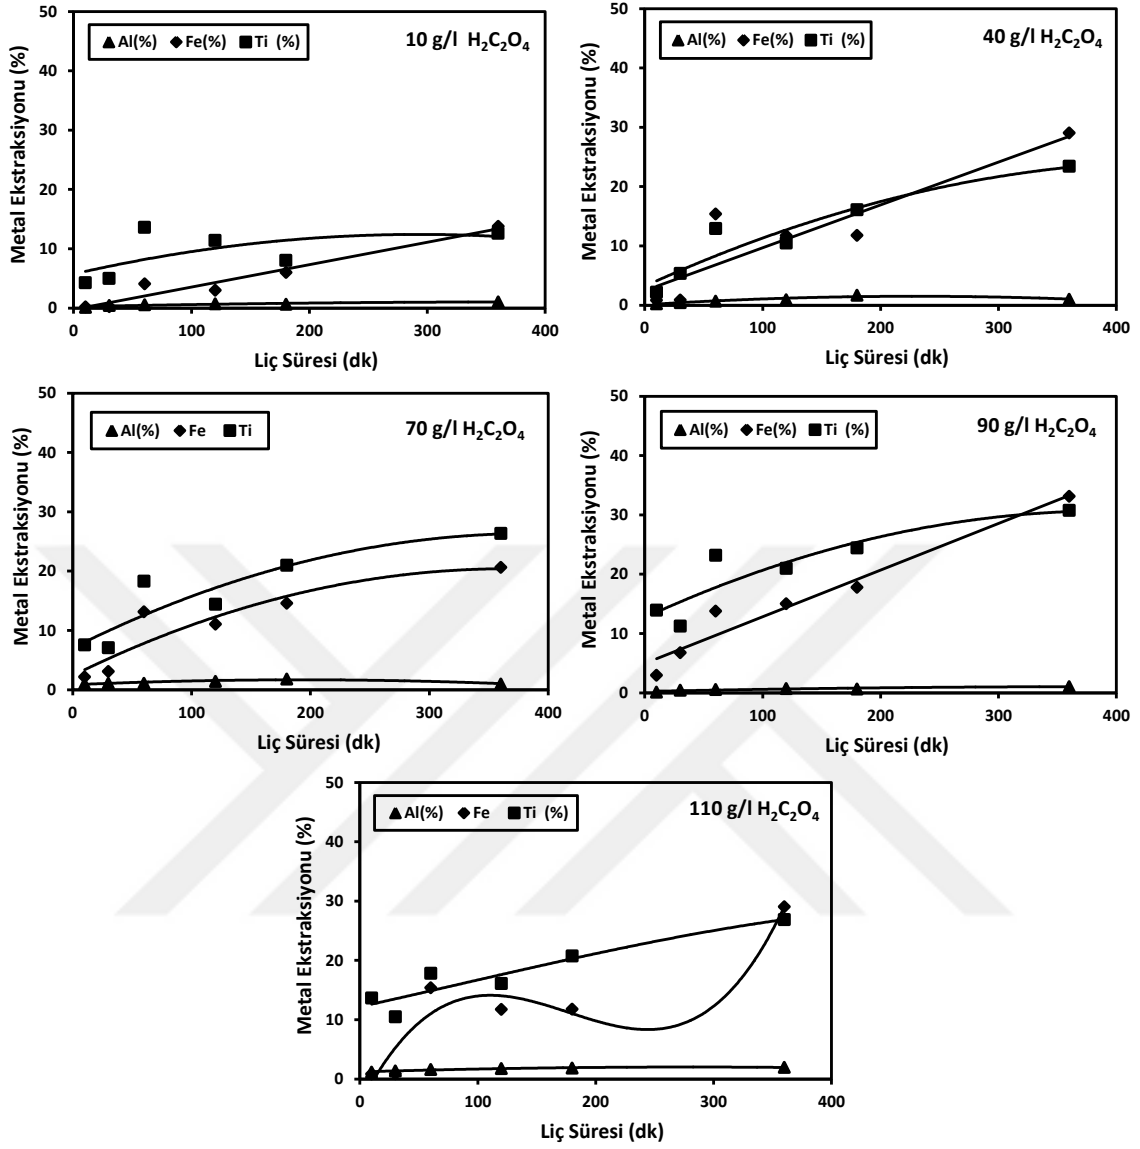 10 g/l H₂C₂O₄
Al(%) Fe(%) Ti (%)
Metal Ekstraksiyonu (%)
50
40
30
20
10
0
0 100 200 300 400
Liç Süresi (dk)
40 g/l H₂C₂O₄
Al(%) Fe(%) Ti (%)
Metal Ekstraksiyonu (%)
50
40
30
20
10
0
0 100 200 300 400
Liç Süresi (dk)
70 g/l H₂C₂O₄
Al(%) Fe Ti
Metal Ekstraksiyonu (%)
50
40
30
20
10
0
0 100 200 300 400
Liç Süresi (dk)
90 g/l H₂C₂O₄
Al(%) Fe(%) Ti (%)
Metal Ekstraksiyonu (%)
50
40
30
20
10
0
0 100 200 300 400
Liç Süresi (dk)
110 g/l H₂C₂O₄
Al(%) Fe Ti (%)
Metal Ekstraksiyonu (%)
50
40
30
20
10
0
0 100 200 300 400
Liç Süresi (dk)